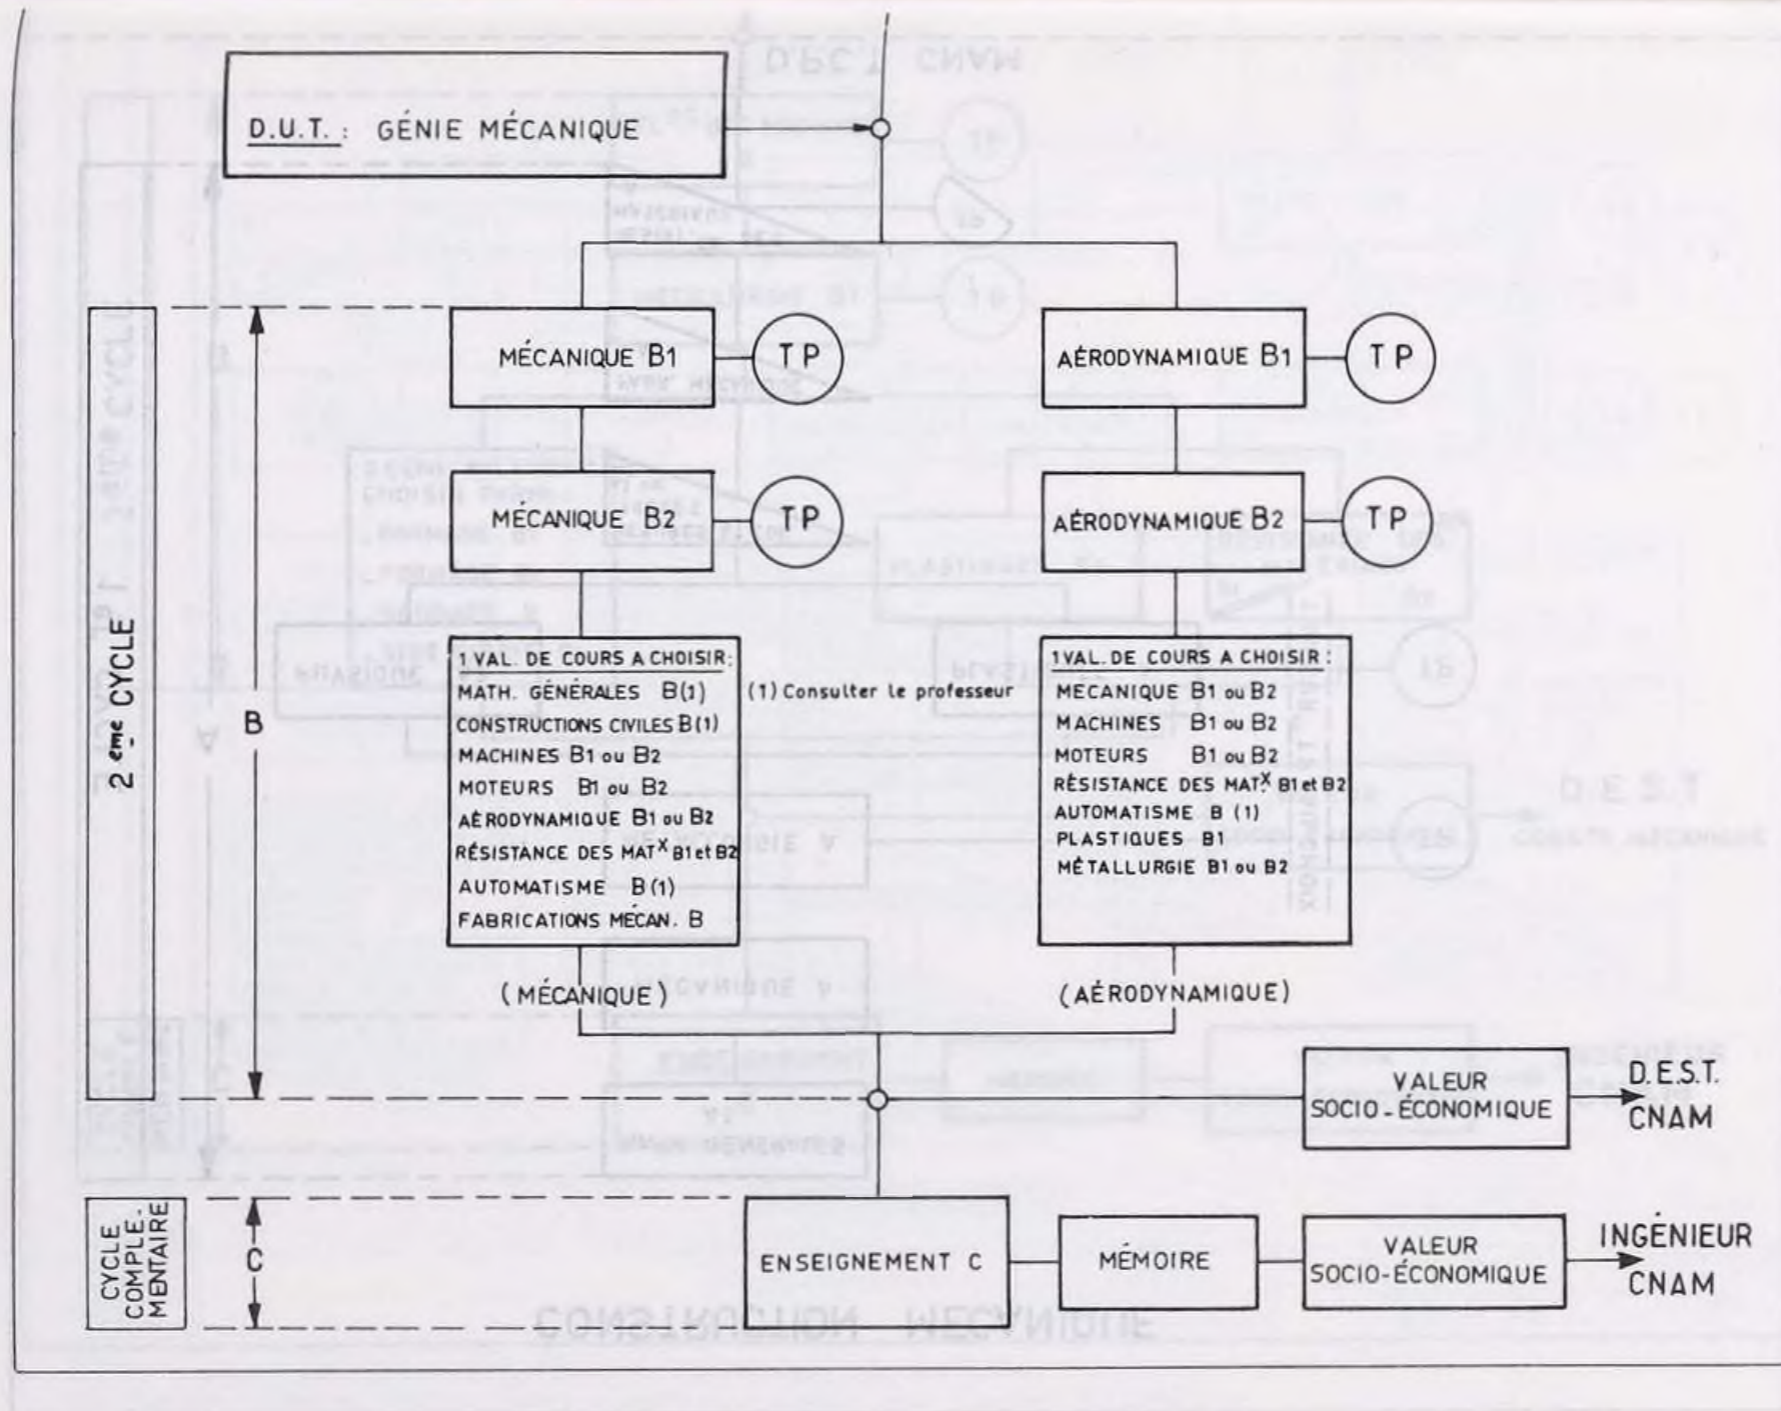 D.U.T. : GÉNIE MÉCANIQUE
2ème CYCLE
B
MÉCANIQUE B1
TP
AÉRODYNAMIQUE B1
TP
MÉCANIQUE B2
TP
AÉRODYNAMIQUE B2
TP
1 VAL. DE COURS A CHOISIR :
MATH. GÉNÉRALES B(1)
CONSTRUCTIONS CIVILES B(1)
MACHINES B1 ou B2
MOTEURS B1 ou B2
AÉRODYNAMIQUE B1 ou B2
RÉSISTANCE DES MATX B1 et B2
AUTOMATISME B(1)
FABRICATIONS MÉCAN. B
(1) Consulter le professeur
1 VAL. DE COURS A CHOISIR :
MECANIQUE B1 ou B2
MACHINES B1 ou B2
MOTEURS B1 ou B2
RÉSISTANCE DES MAT.X B1 et B2
AUTOMATISME B (1)
PLASTIQUES B1
MÉTALLURGIE B1 ou B2
(MÉCANIQUE)
(AÉRODYNAMIQUE)
VALEUR
SOCIO-ÉCONOMIQUE
D.E.S.T.
CNAM
CYCLE
COMPLE-
MENTAIRE
C
ENSEIGNEMENT C
MÉMOIRE
VALEUR
SOCIO-ÉCONOMIQUE
INGÉNIEUR
CNAM